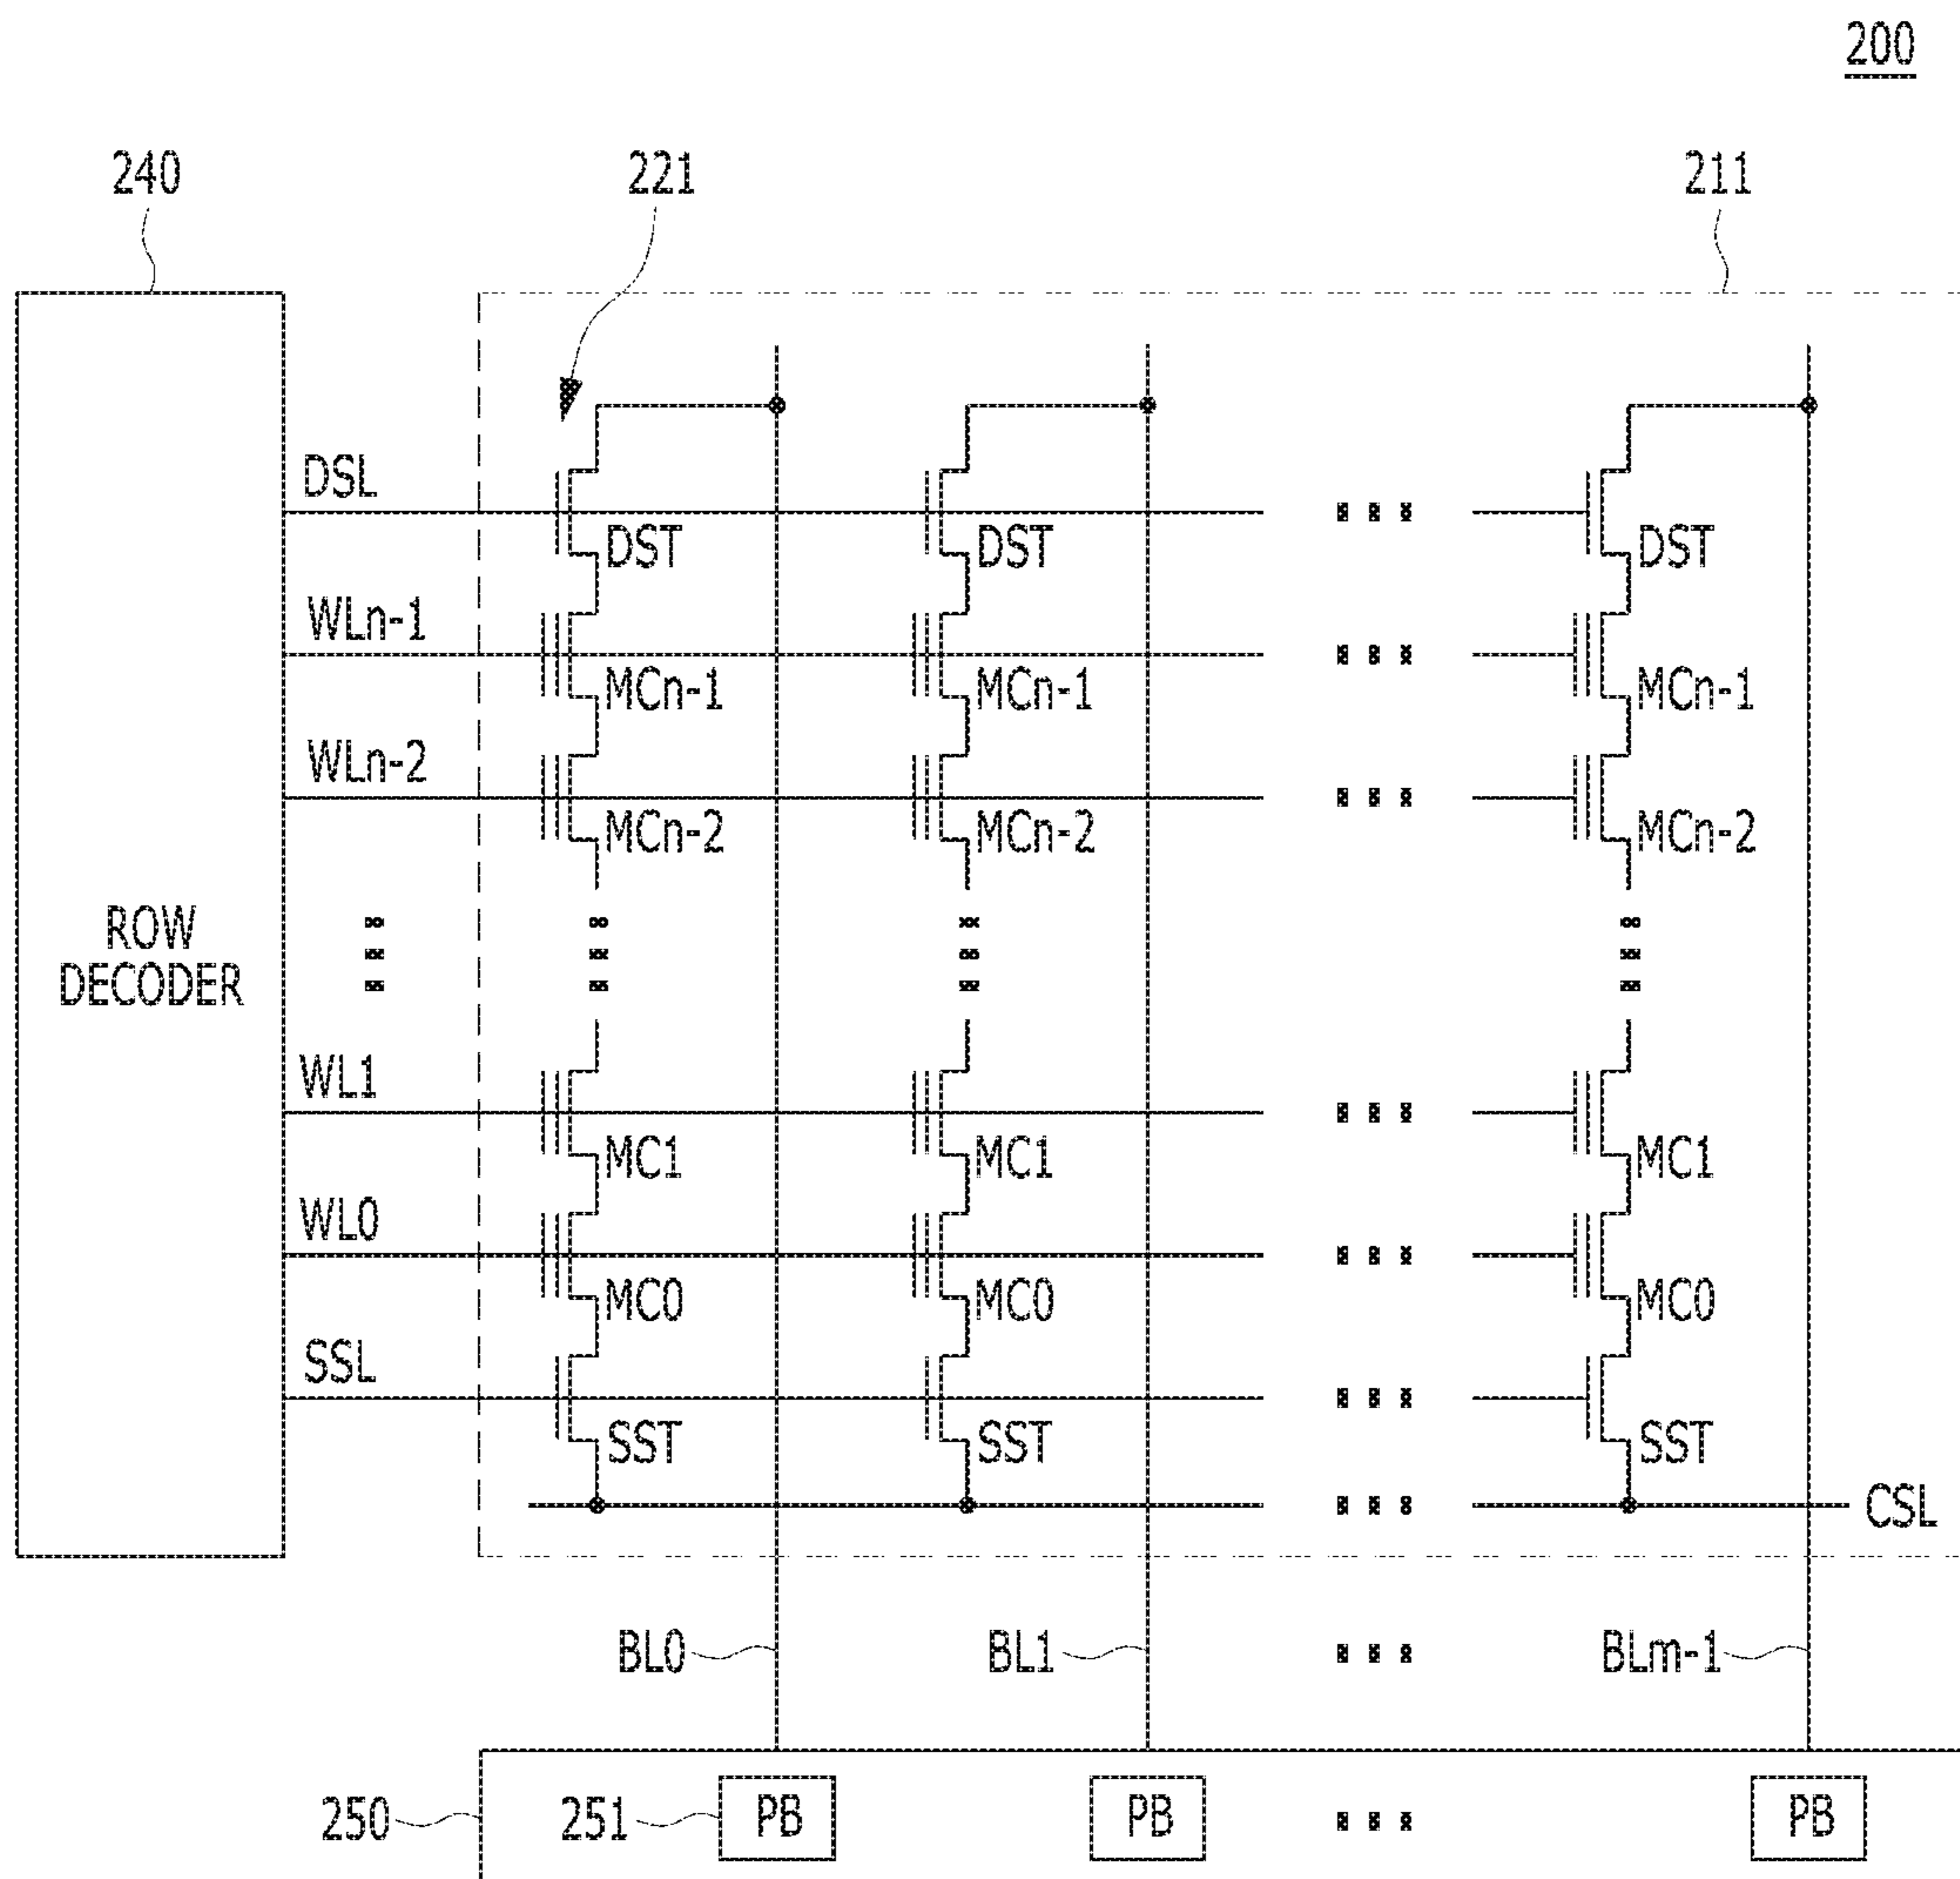 200
240 221 211
DSL
DST DST DST
WLn-1
MCn-1 MCn-1 MCn-1
WLn-2
MCn-2 MCn-2 MCn-2
ROW
DECODER
WL1
MC1 MC1 MC1
WL0
MC0 MC0 MC0
SSL
SST SST SST
CSL
BL0 BL1 BLm-1
250 251 PB PB PB